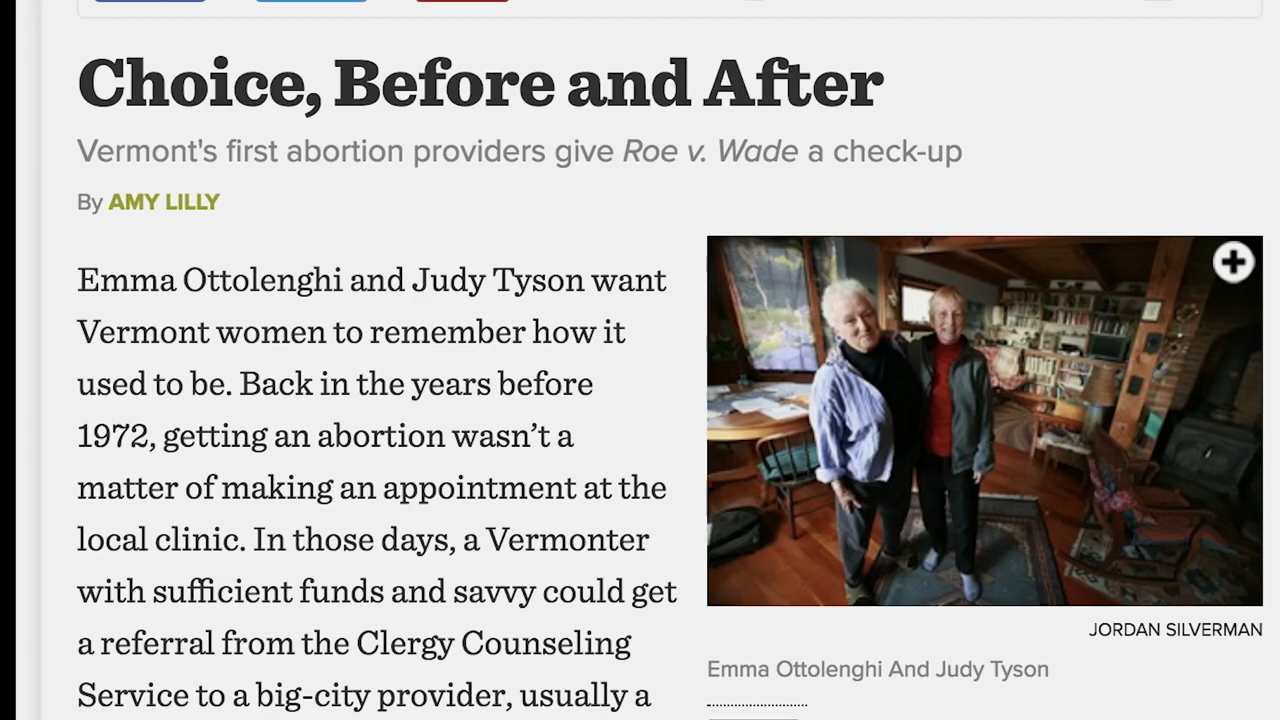 Choice, Before and After
Vermont's first abortion providers give Roe v. Wade a check-up
By AMY LILLY
Emma Ottolenghi and Judy Tyson want
Vermont women to remember how it
used to be. Back in the years before
1972, getting an abortion wasn’t a
matter of making an appointment at the
local clinic. In those days, a Vermonter
with sufficient funds and savvy could get
a referral from the Clergy Counseling
Service to a big-city provider, usually a
JORDAN SILVERMAN
Emma Ottolenghi And Judy Tyson